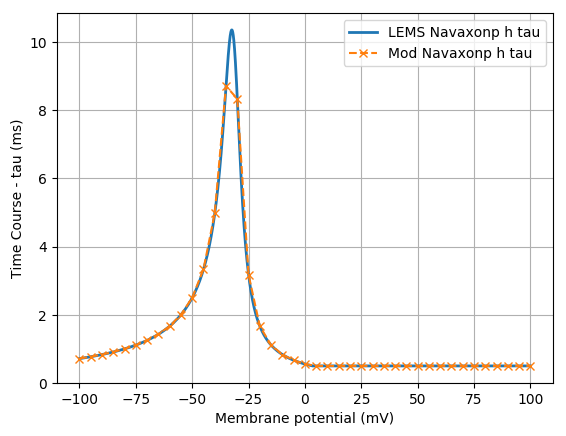 LEMS Navaxonp h tau
Mod Navaxonp h tau
Time Course - tau (ms)
10
8
6
4
2
0
−100 −75 −50 −25 0 25 50 75 100
Membrane potential (mV)